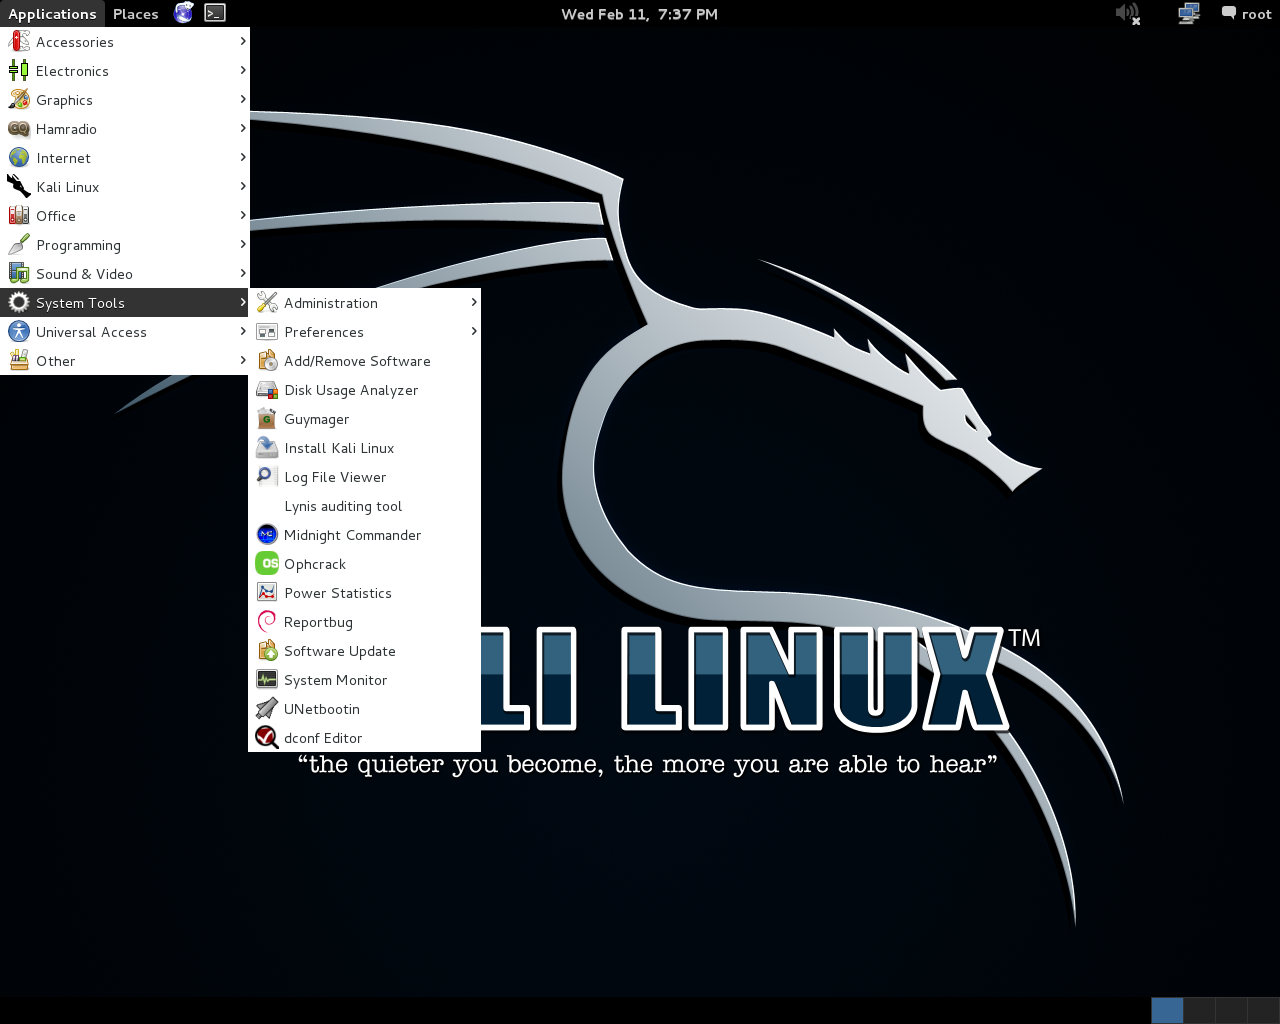 Applications Places Wed Feb 11, 7:37 PM root
Accessories
Electronics
Graphics
Hamradio
Internet
Kali Linux
Office
Programming
Sound & Video
System Tools
Universal Access
Other
Administration
Preferences
Add/Remove Software
Disk Usage Analyzer
Guymager
Install Kali Linux
Log File Viewer
Lynis auditing tool
Midnight Commander
Ophcrack
Power Statistics
Reportbug
Software Update
System Monitor
UNetbootin
dconf Editor
LI LINUX™
“the quieter you become, the more you are able to hear”